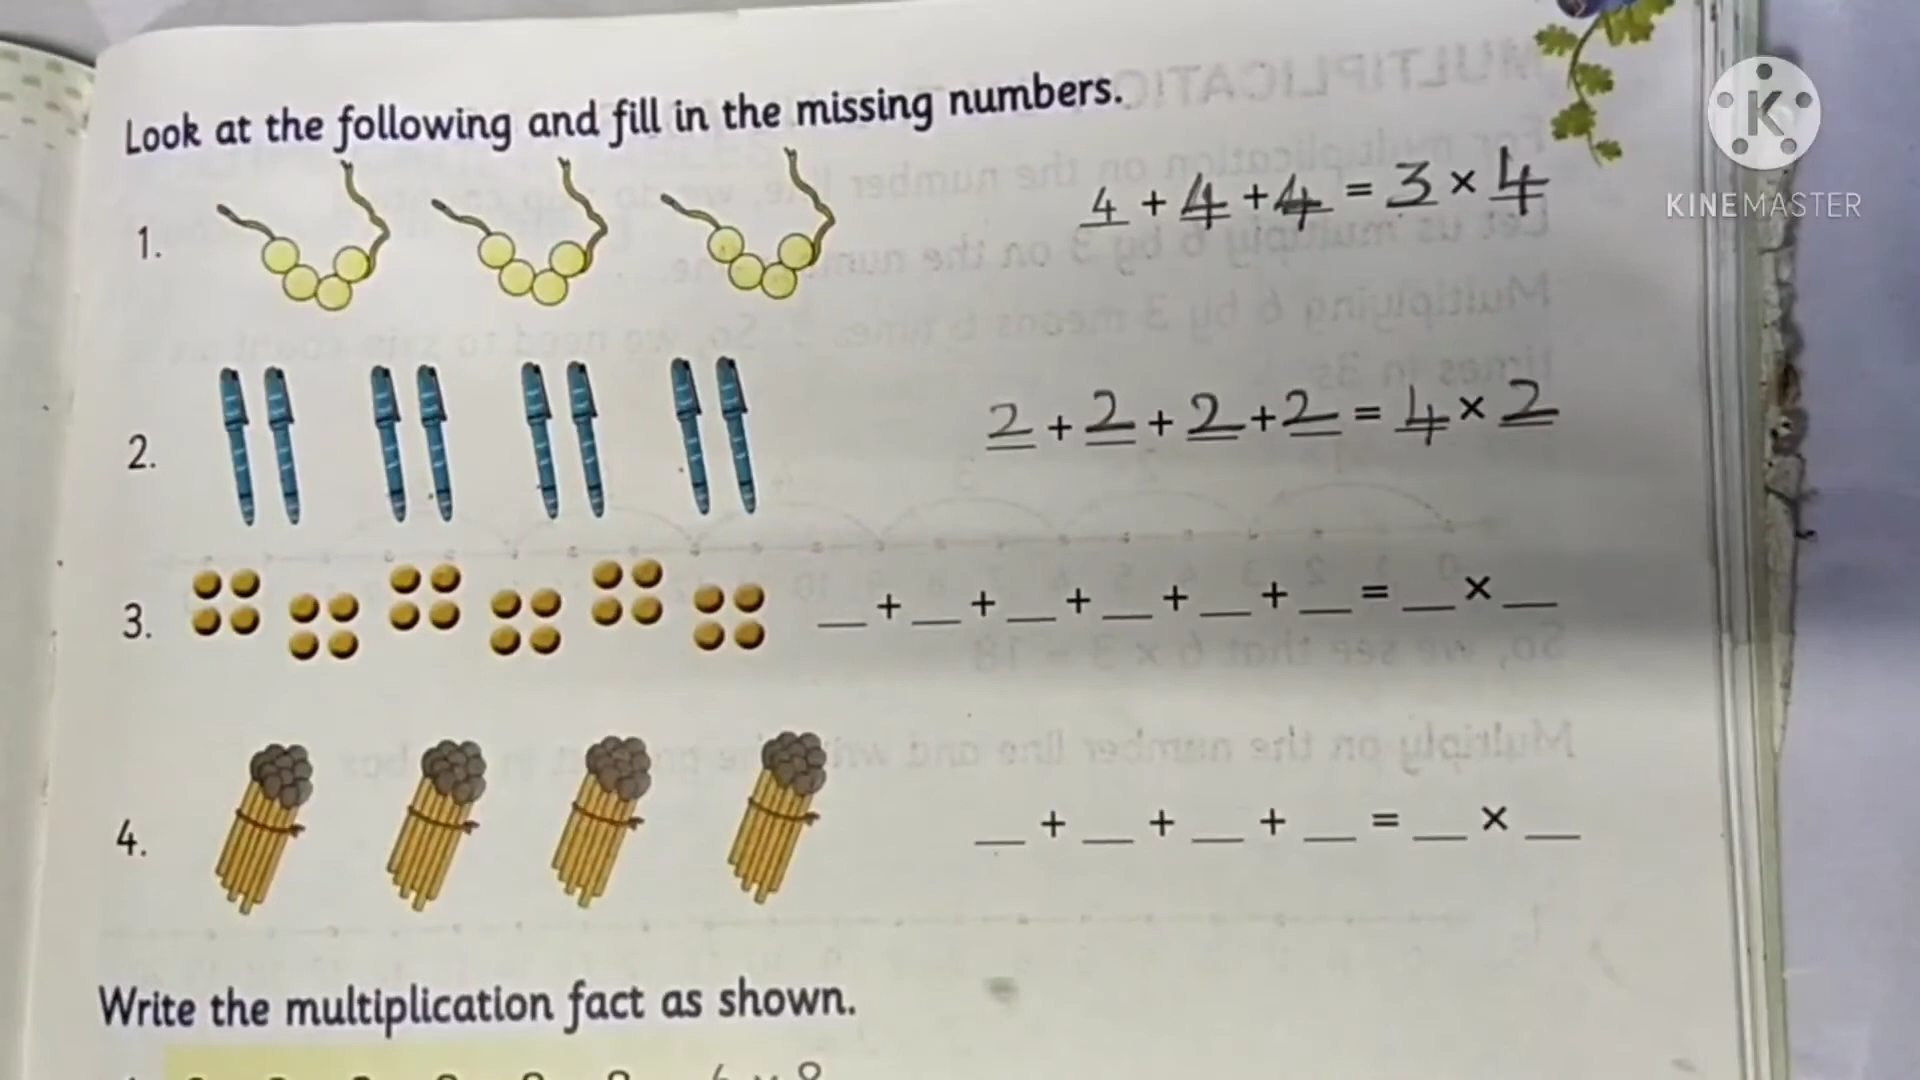 Look at the following and fill in the missing numbers.
K
KINEMASTER
1. 4 + 4 + 4 = 3 × 4
2. 2 + 2 + 2 + 2 = 4 × 2
3. __ + __ + __ + __ + __ + __ = __ × __
4. __ + __ + __ + __ = __ × __
Write the multiplication fact as shown.